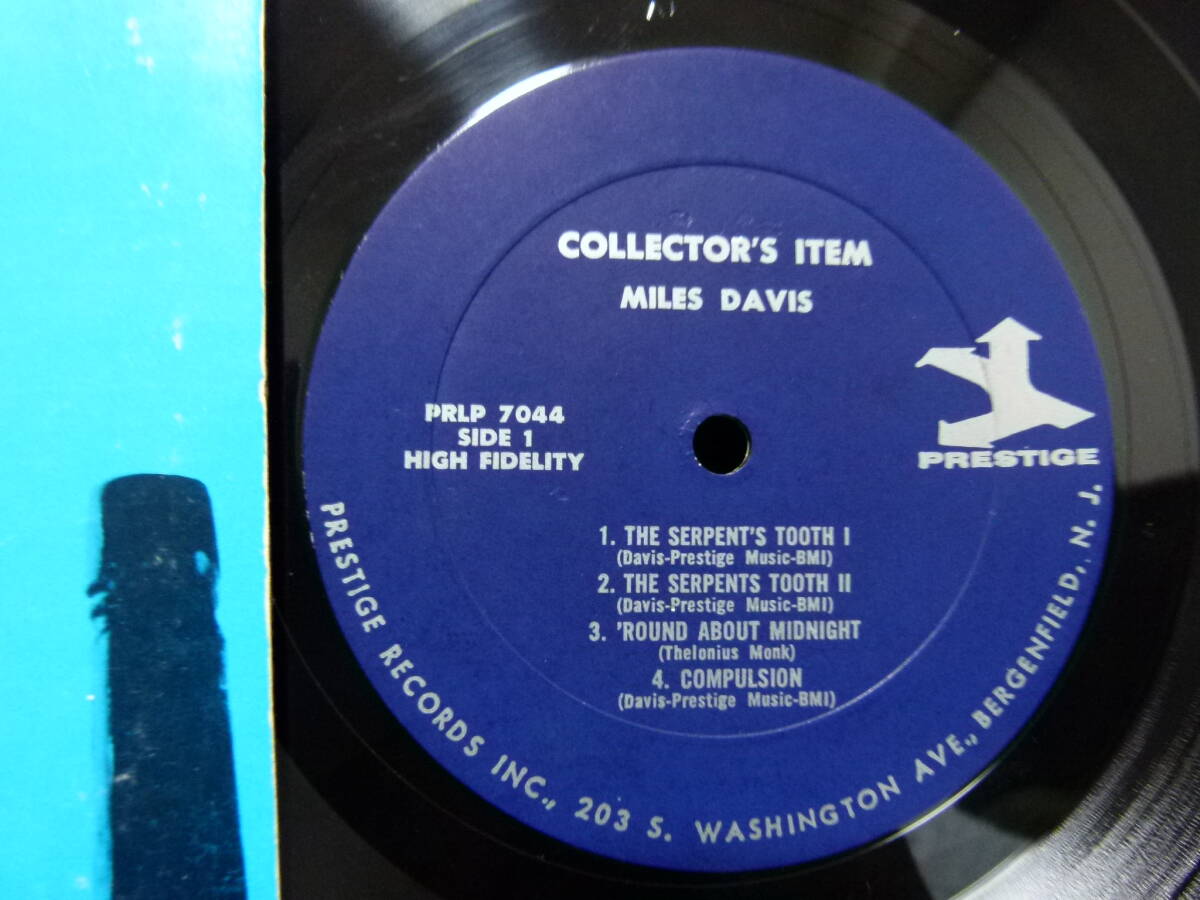 COLLECTOR'S ITEM
MILES DAVIS
PRLP 7044
SIDE 1
HIGH FIDELITY
PRESTIGE
1. THE SERPENT'S TOOTH I
(Davis-Prestige Music-BMI)
2. THE SERPENTS TOOTH II
(Davis-Prestige Music-BMI)
3. 'ROUND ABOUT MIDNIGHT
(Thelonius Monk)
4. COMPULSION
(Davis-Prestige Music-BMI)
PRESTIGE RECORDS INC., 203 S. WASHINGTON AVE., BERGENFIELD, N. J.